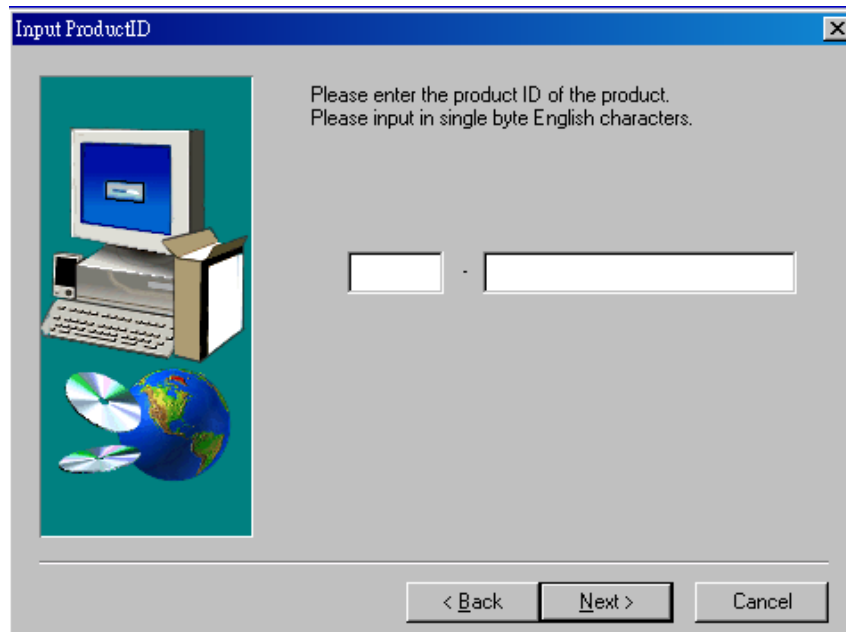 Input ProductID
Please enter the product ID of the product.
Please input in single byte English characters.
-
< Back
Next >
Cancel